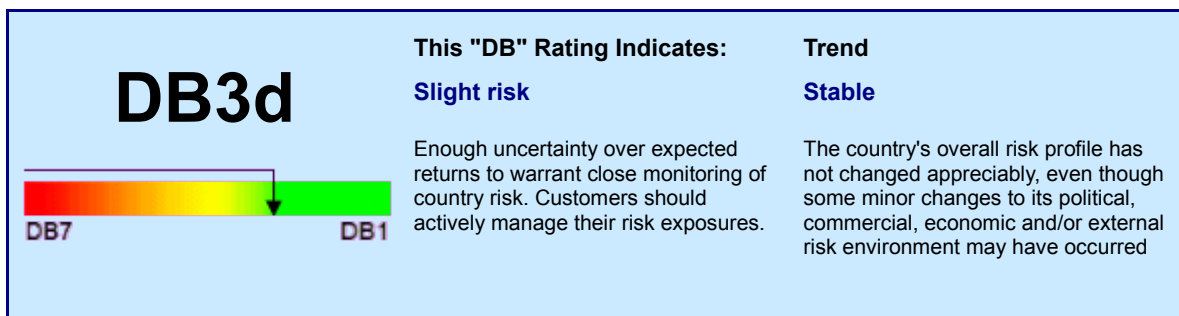 DB3d
DB7
DB1
This "DB" Rating Indicates:
Slight risk
Enough uncertainty over expected
returns to warrant close monitoring of
country risk. Customers should
actively manage their risk exposures.
Trend
Stable
The country's overall risk profile has
not changed appreciably, even though
some minor changes to its political,
commercial, economic and/or external
risk environment may have occurred